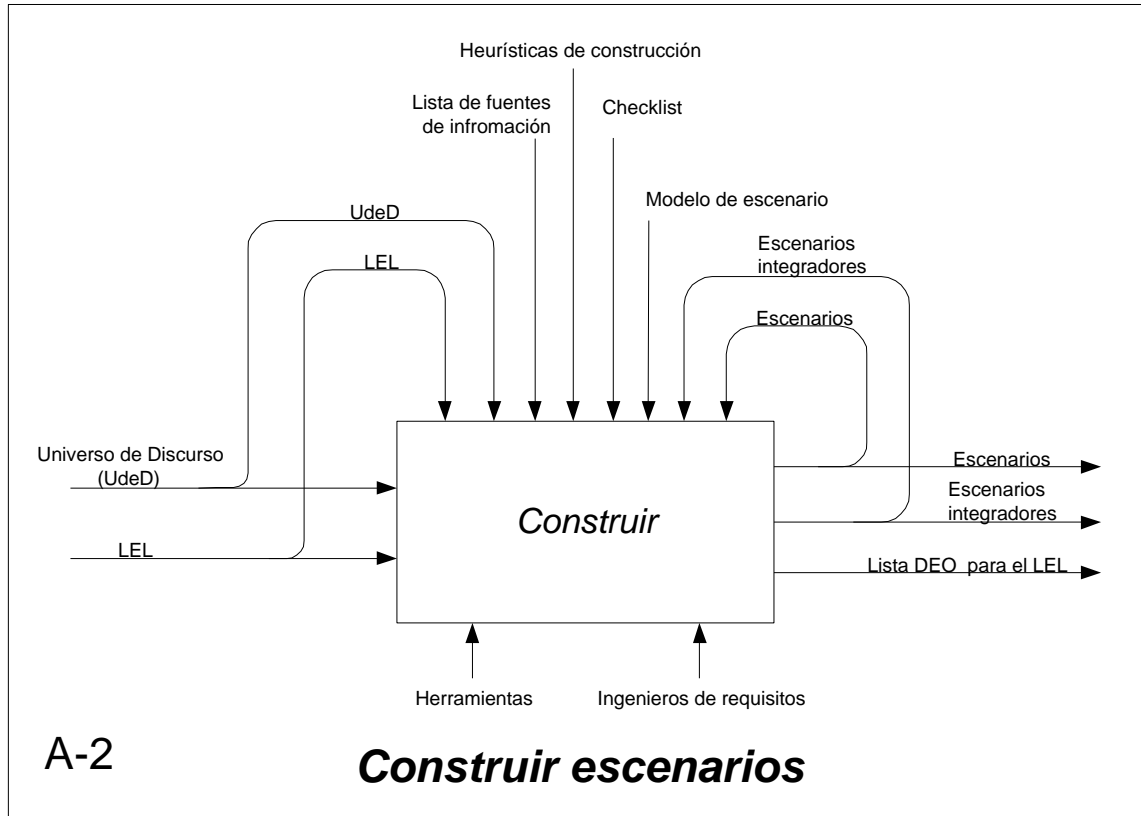 Heurísticas de construcción
Lista de fuentes
de infromación
Checklist
Modelo de escenario
UdeD
LEL
Escenarios
integradores
Escenarios
Universo de Discurso
(UdeD)
LEL
Construir
Escenarios
Escenarios
integradores
Lista DEO para el LEL
Herramientas
Ingenieros de requisitos
A-2
Construir escenarios